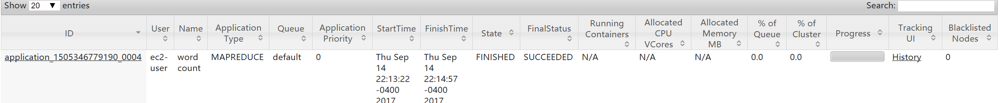 Show 20 entries Search:
ID User Name Application Type Queue Application Priority StartTime FinishTime State FinalStatus Running Containers Allocated CPU VCores Allocated Memory MB % of Queue % of Cluster Progress Tracking UI Blacklisted Nodes
application_1505346779190_0004 ec2-user word count MAPREDUCE default 0 Thu Sep 14 22:13:22 -0400 2017 Thu Sep 14 22:14:57 -0400 2017 FINISHED SUCCEEDED N/A N/A N/A 0.0 0.0 History 0